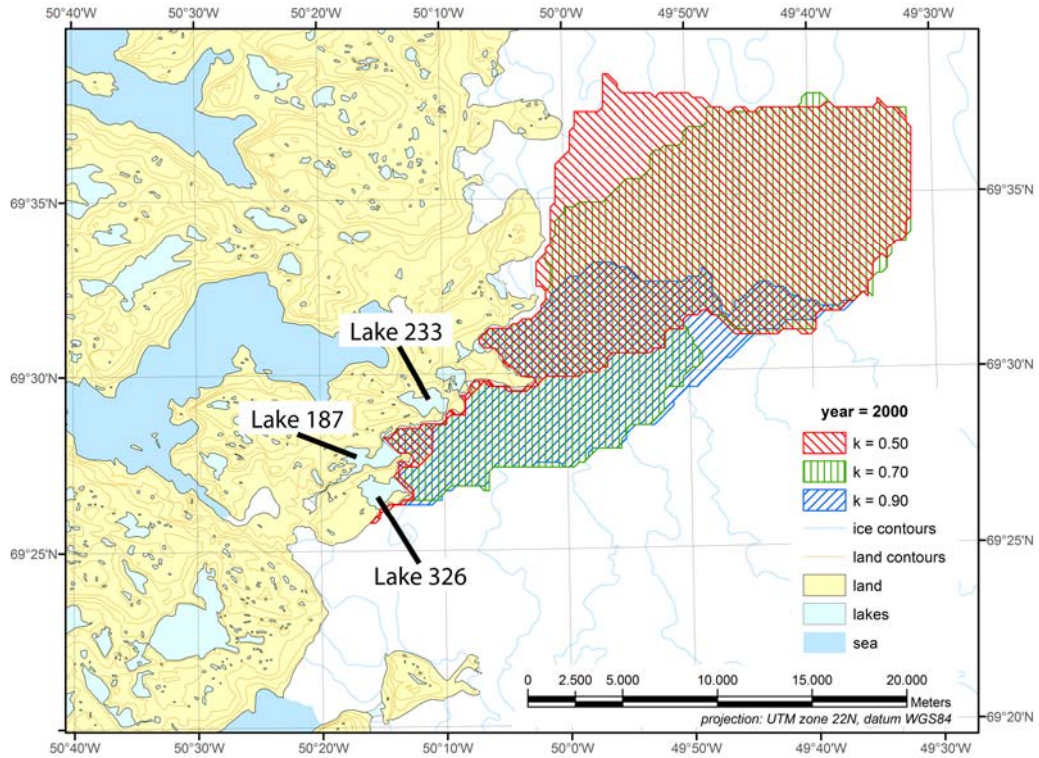 50°40'W 50°30'W 50°20'W 50°10'W 50°00'W 49°50'W 49°40'W 49°30'W
69°35'N
69°35'N
Lake 233
69°30'N
69°30'N
Lake 187
year = 2000
k = 0.50
k = 0.70
k = 0.90
ice contours
69°25'N
69°25'N
land contours
Lake 326
land
lakes
sea
0 2.500 5.000 10.000 15.000 20.000
Meters
projection: UTM zone 22N, datum WGS84
69°20'N
69°20'N
50°40'W 50°30'W 50°20'W 50°10'W 50°00'W 49°50'W 49°40'W 49°30'W